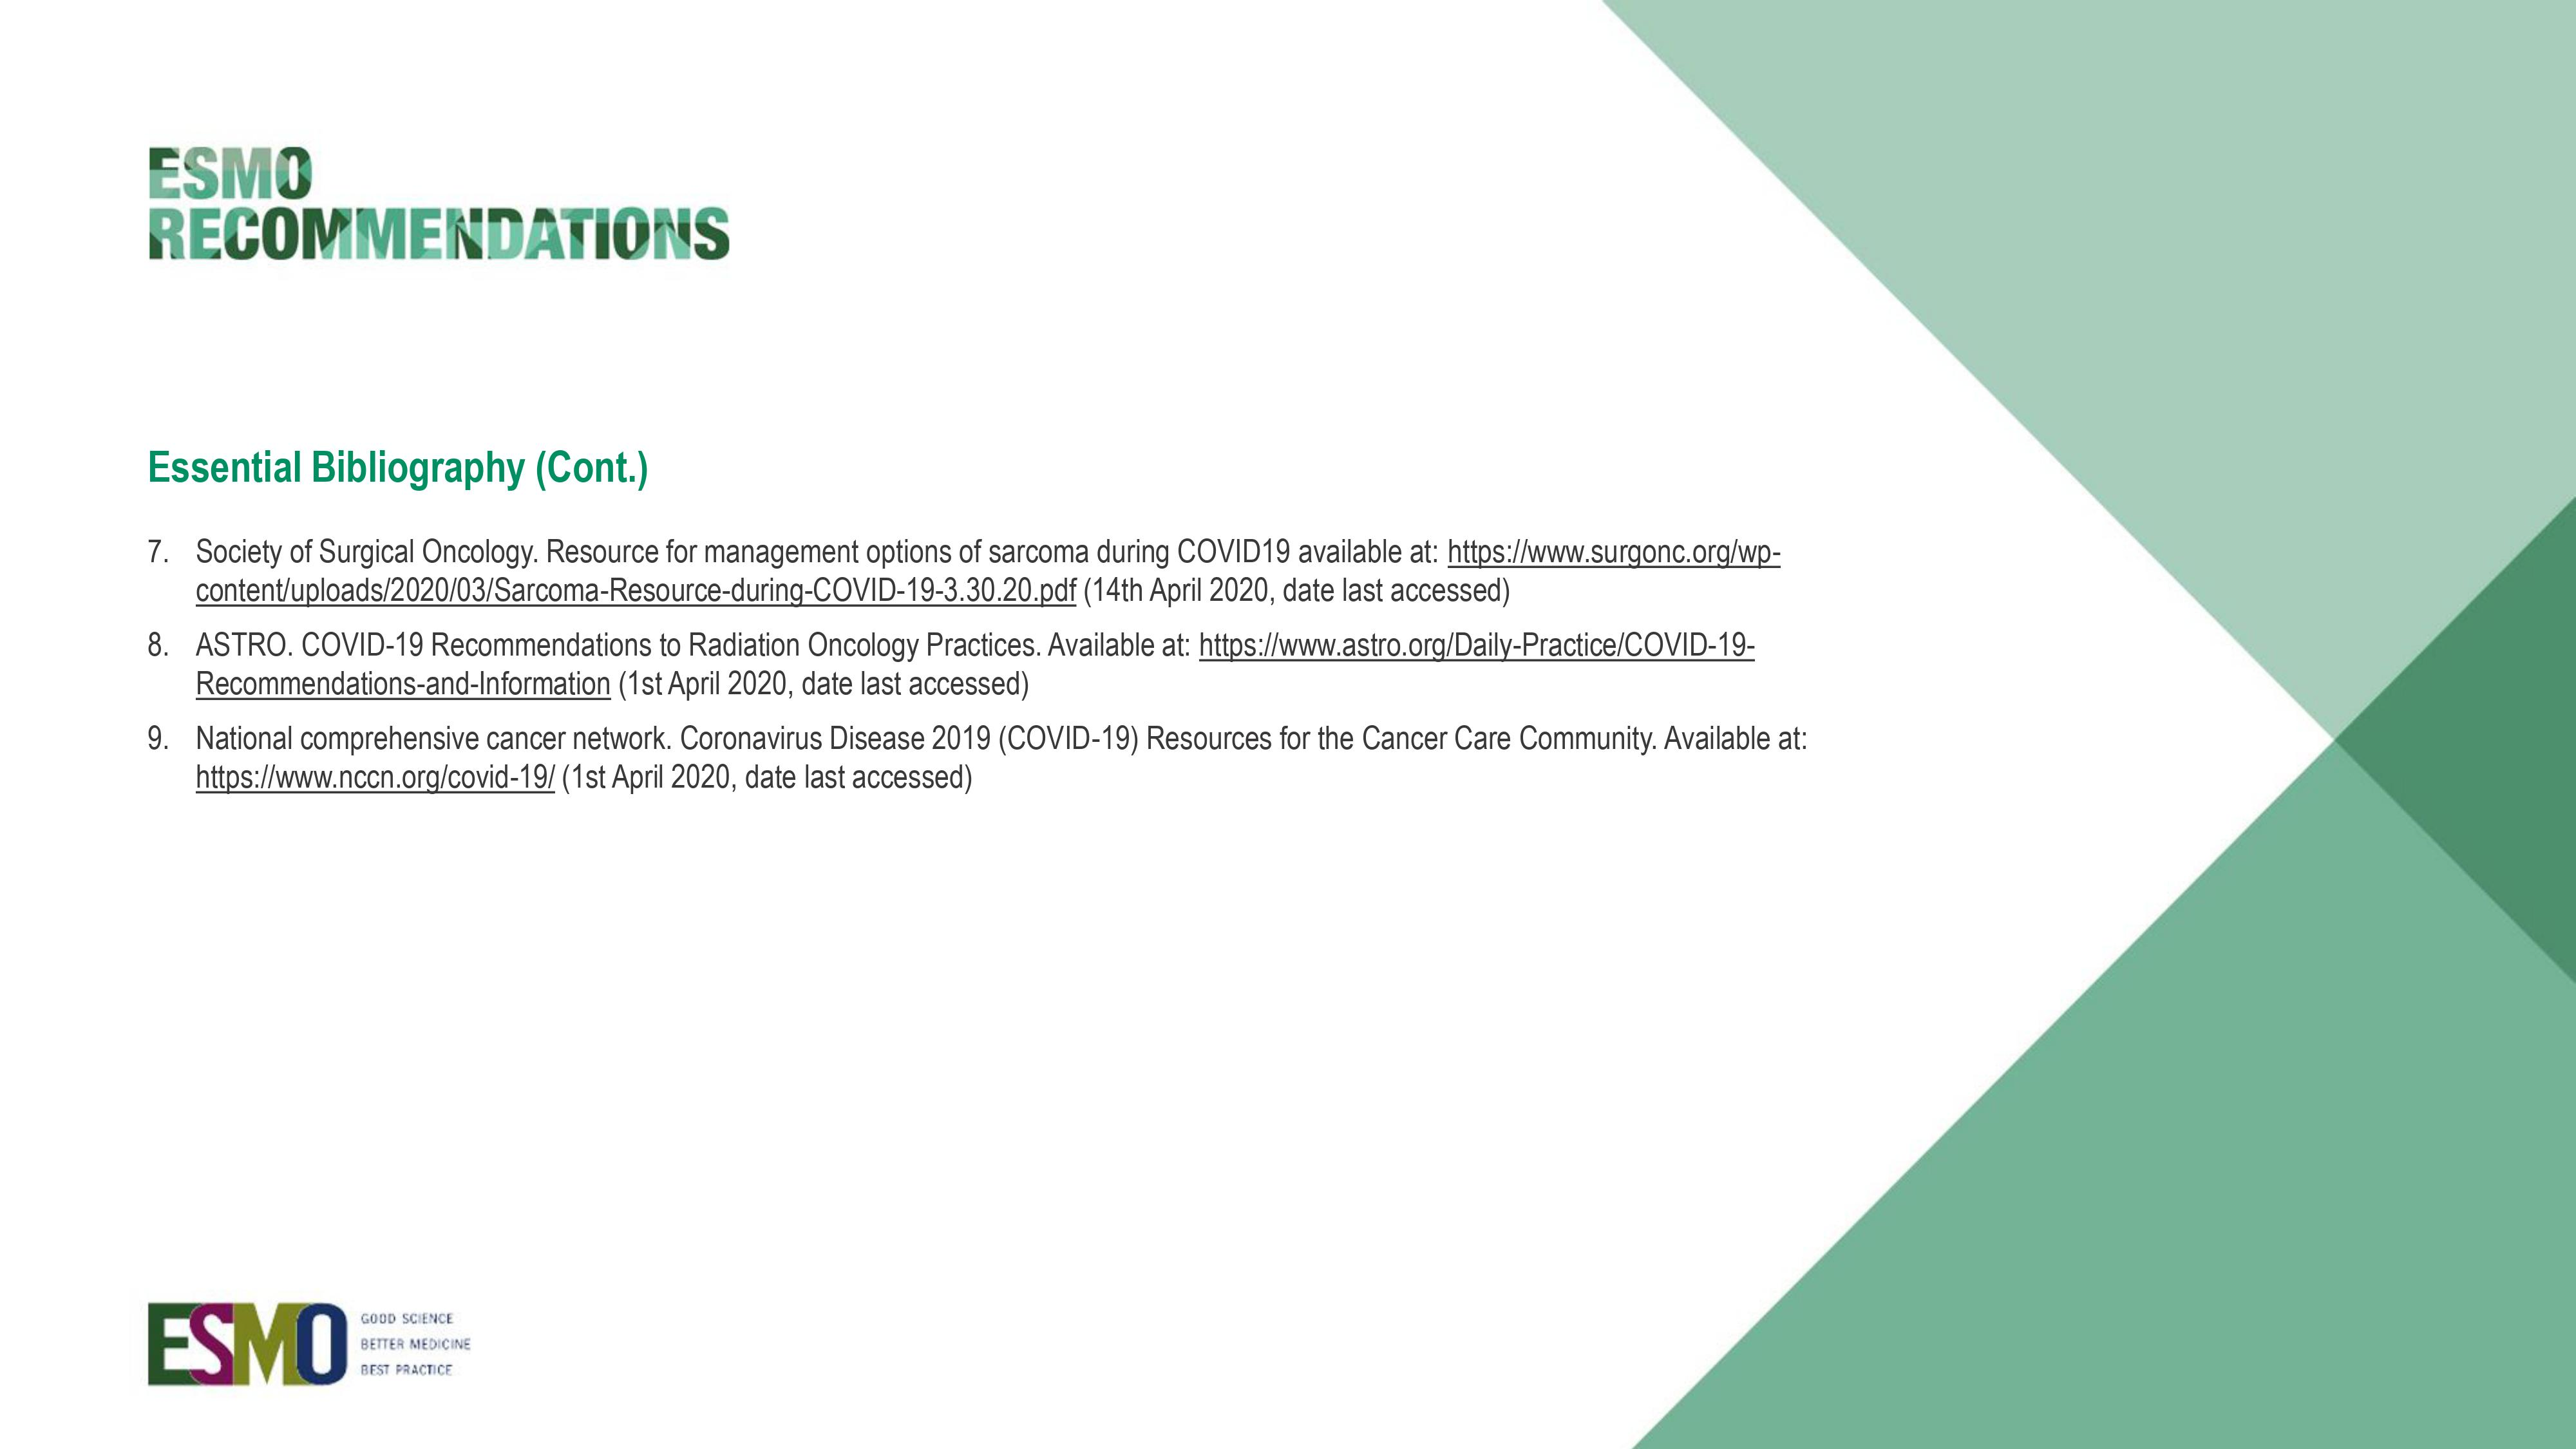 ESMO
RECOMMENDATIONS
Essential Bibliography (Cont.)
7. Society of Surgical Oncology. Resource for management options of sarcoma during COVID19 available at: https://www.surgonc.org/wp-
content/uploads/2020/03/Sarcoma-Resource-during-COVID-19-3.30.20.pdf (14th April 2020, date last accessed)
8. ASTRO. COVID-19 Recommendations to Radiation Oncology Practices. Available at: https://www.astro.org/Daily-Practice/COVID-19-
Recommendations-and-Information (1st April 2020, date last accessed)
9. National comprehensive cancer network. Coronavirus Disease 2019 (COVID-19) Resources for the Cancer Care Community. Available at:
https://www.nccn.org/covid-19/ (1st April 2020, date last accessed)
ESMO
GOOD SCIENCE
BETTER MEDICINE
BEST PRACTICE